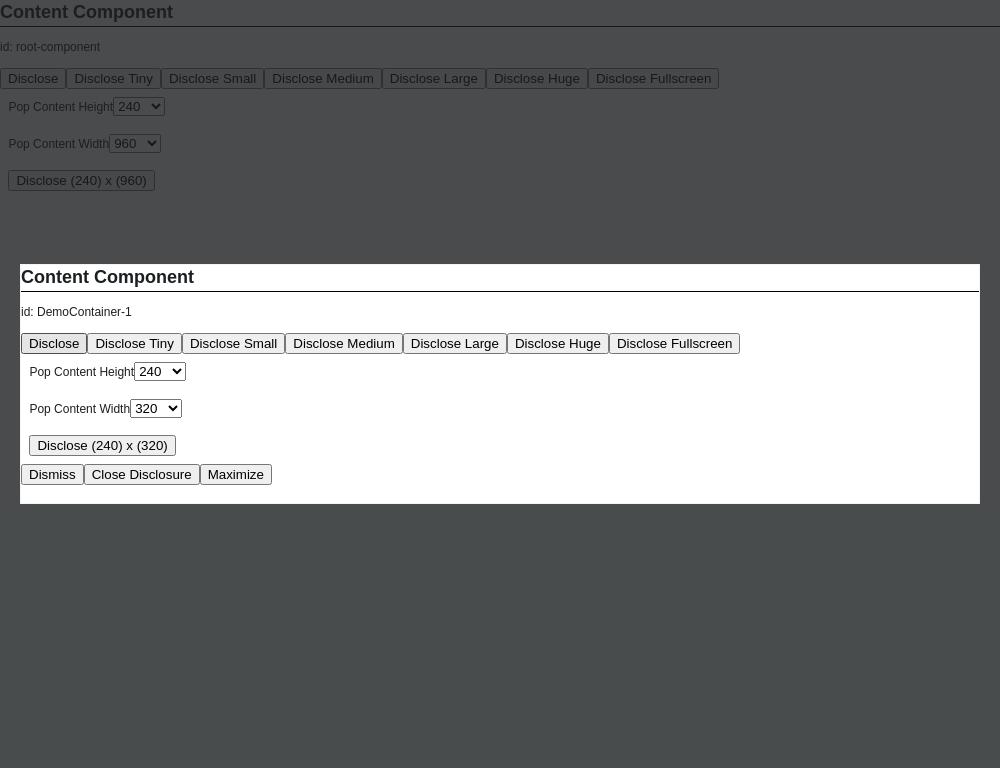 Content Component
id: root-component
Disclose Disclose Tiny Disclose Small Disclose Medium Disclose Large Disclose Huge Disclose Fullscreen
Pop Content Height 240
Pop Content Width 960
Disclose (240) x (960)
Content Component
id: DemoContainer-1
Disclose Disclose Tiny Disclose Small Disclose Medium Disclose Large Disclose Huge Disclose Fullscreen
Pop Content Height 240
Pop Content Width 320
Disclose (240) x (320)
Dismiss Close Disclosure Maximize